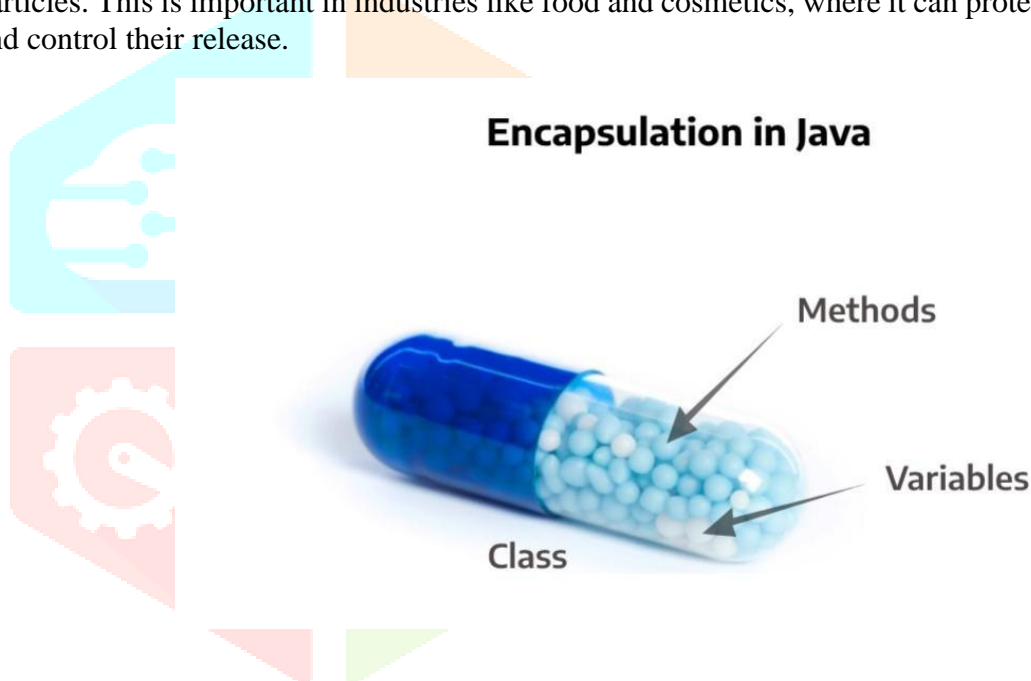 articles. This is important in industries like food and cosmetics, where it can prote
nd control their release.
Encapsulation in Java
Methods
Variables
Class